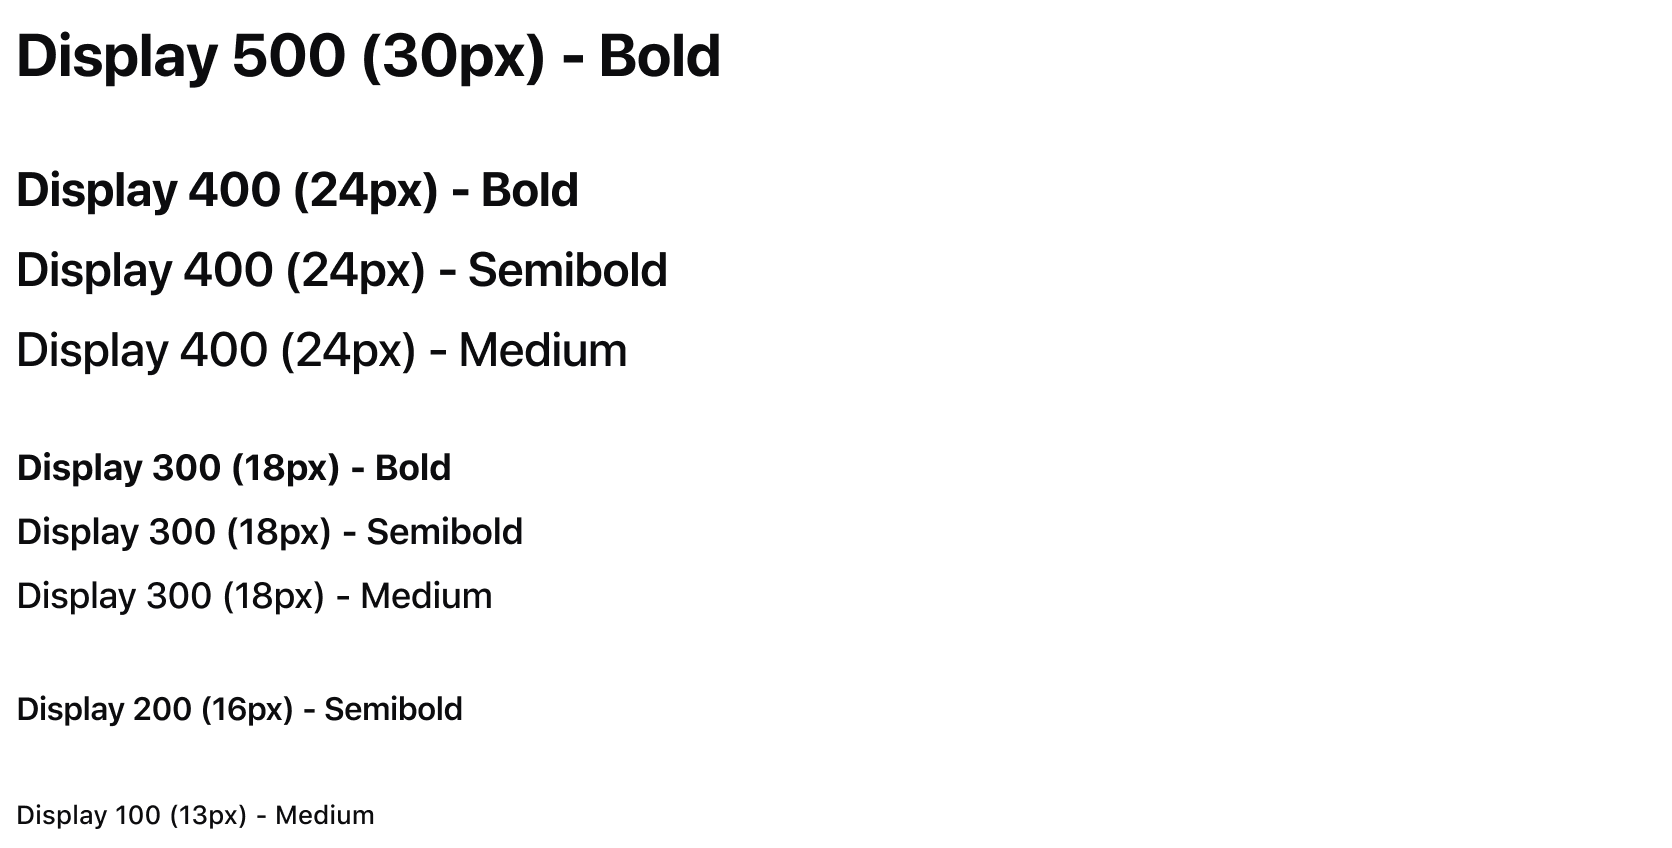 Display 500 (30px) - Bold
Display 400 (24px) - Bold
Display 400 (24px) - Semibold
Display 400 (24px) - Medium
Display 300 (18px) - Bold
Display 300 (18px) - Semibold
Display 300 (18px) - Medium
Display 200 (16px) - Semibold
Display 100 (13px) - Medium